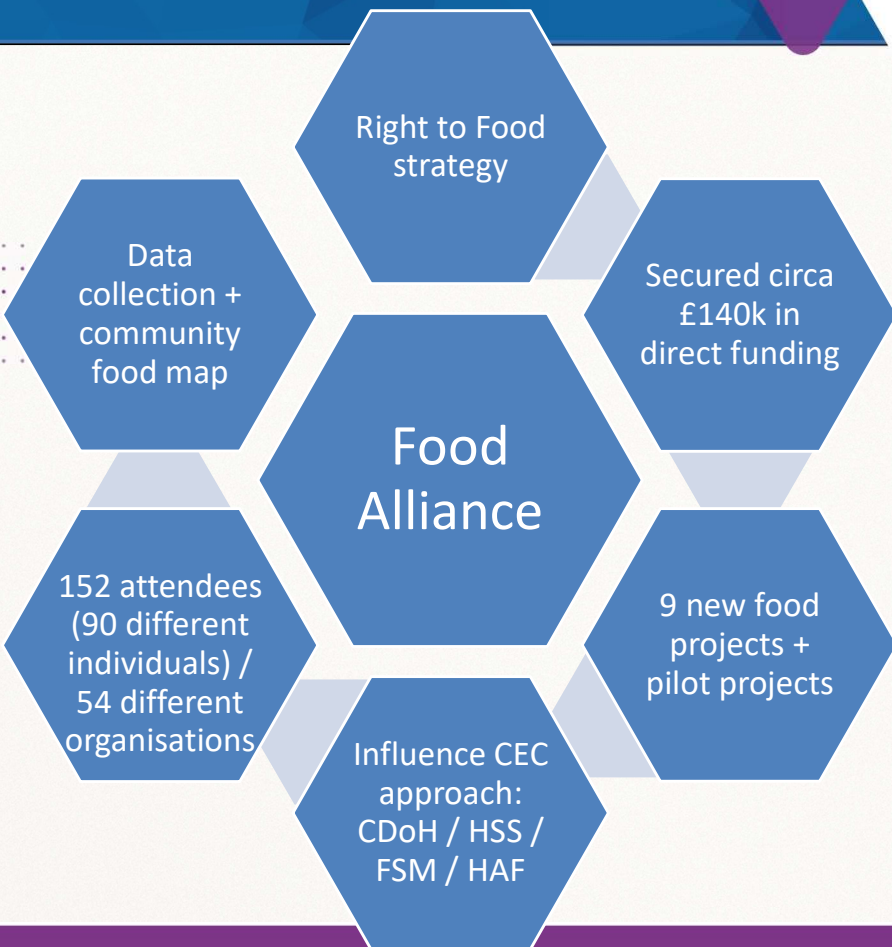 Right to Food
strategy
Secured circa
£140k in
direct funding
9 new food
projects +
pilot projects
Influence CEC
approach:
CDoH / HSS /
FSM / HAF
152 attendees
(90 different
individuals) /
54 different
organisations
Data
collection +
community
food map
Food
Alliance